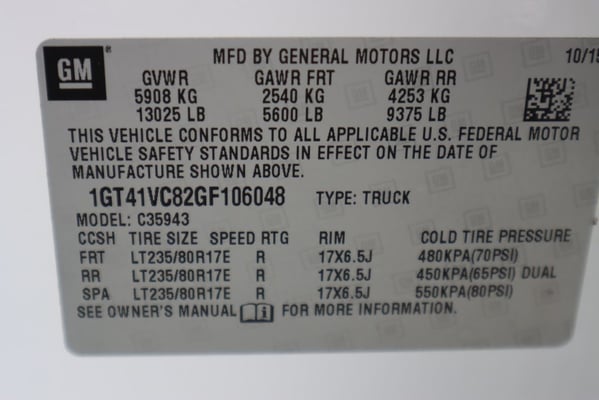 GM ® MFD BY GENERAL MOTORS LLC 10/15
GVWR GAWR FRT GAWR RR
5908 KG 2540 KG 4253 KG
13025 LB 5600 LB 9375 LB
THIS VEHICLE CONFORMS TO ALL APPLICABLE U.S. FEDERAL MOTOR
VEHICLE SAFETY STANDARDS IN EFFECT ON THE DATE OF
MANUFACTURE SHOWN ABOVE.
1GT41VC82GF106048 TYPE: TRUCK
MODEL: C35943
CCSH TIRE SIZE SPEED RTG RIM COLD TIRE PRESSURE
FRT LT235/80R17E R 17X6.5J 480KPA(70PSI)
RR LT235/80R17E R 17X6.5J 450KPA(65PSI) DUAL
SPA LT235/80R17E R 17X6.5J 550KPA(80PSI)
SEE OWNER'S MANUAL FOR MORE INFORMATION.